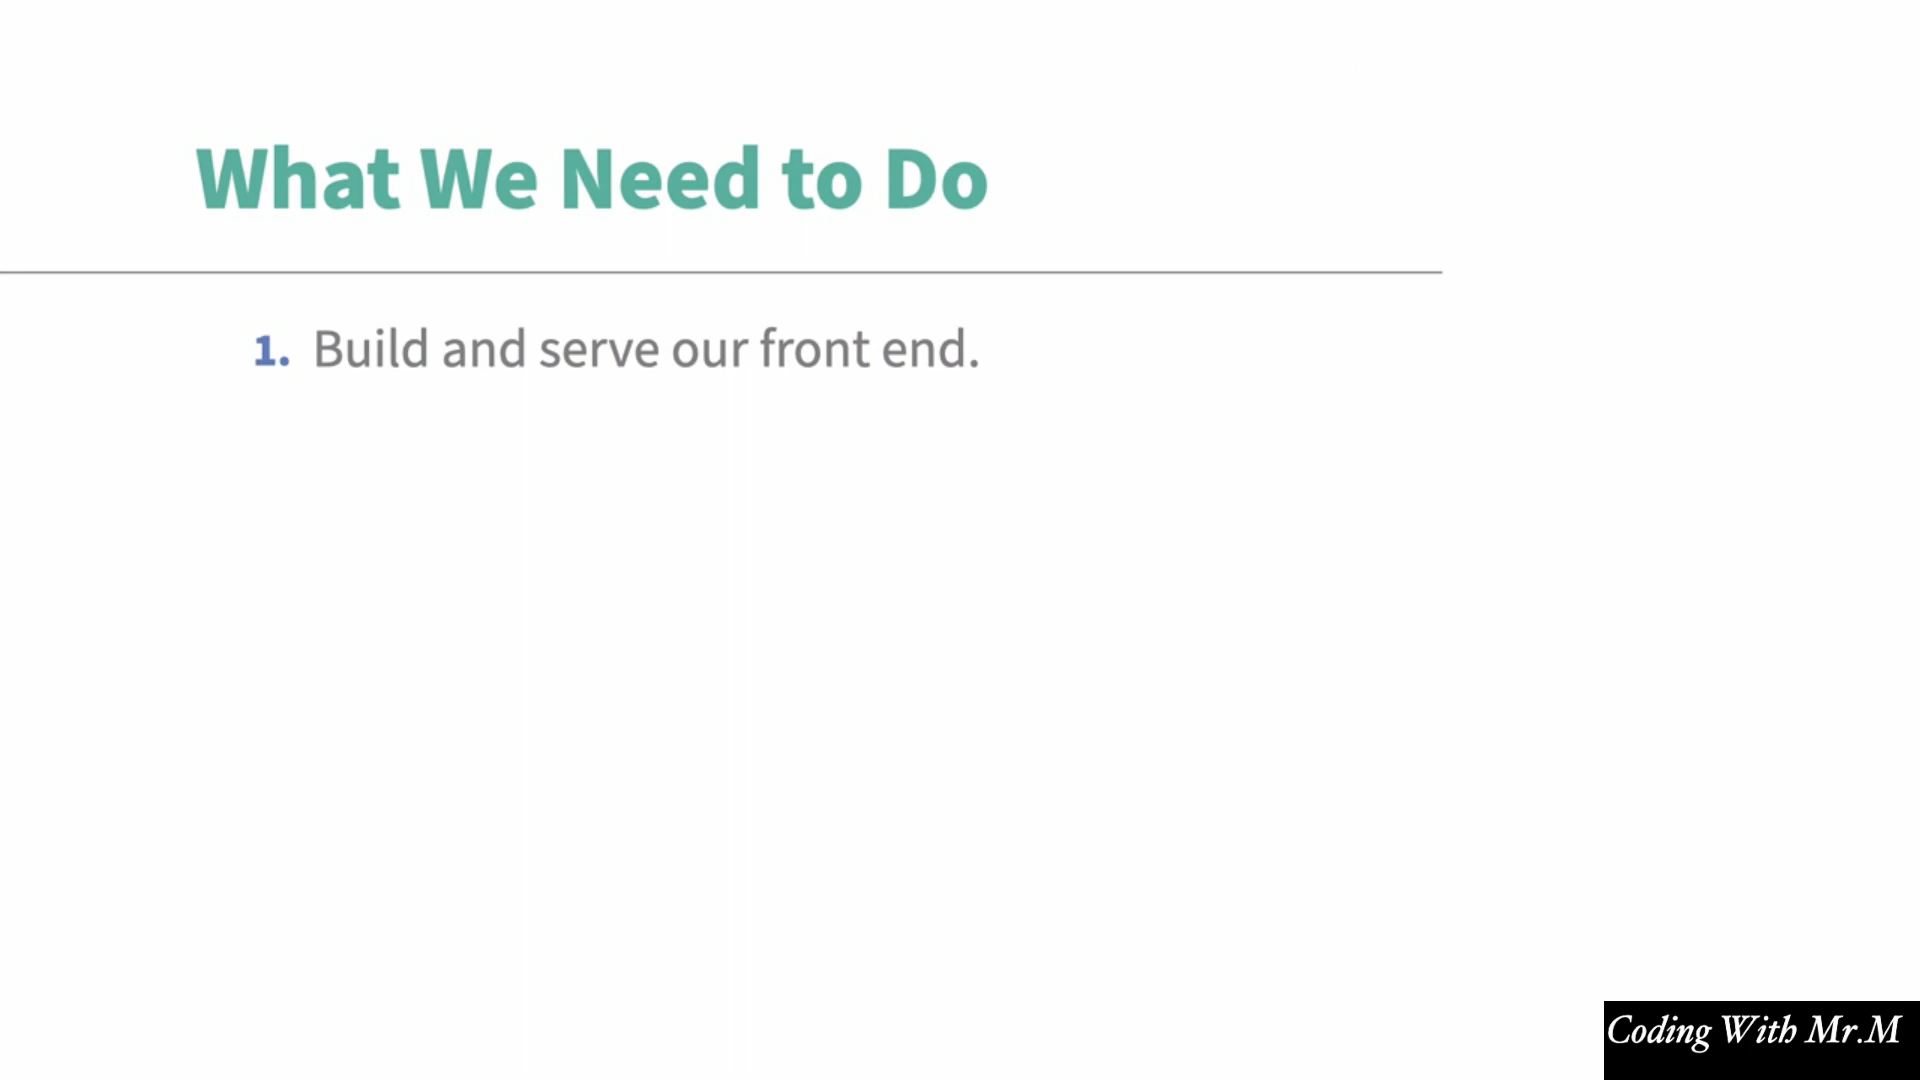 What We Need to Do
1. Build and serve our front end.
Coding With Mr.M